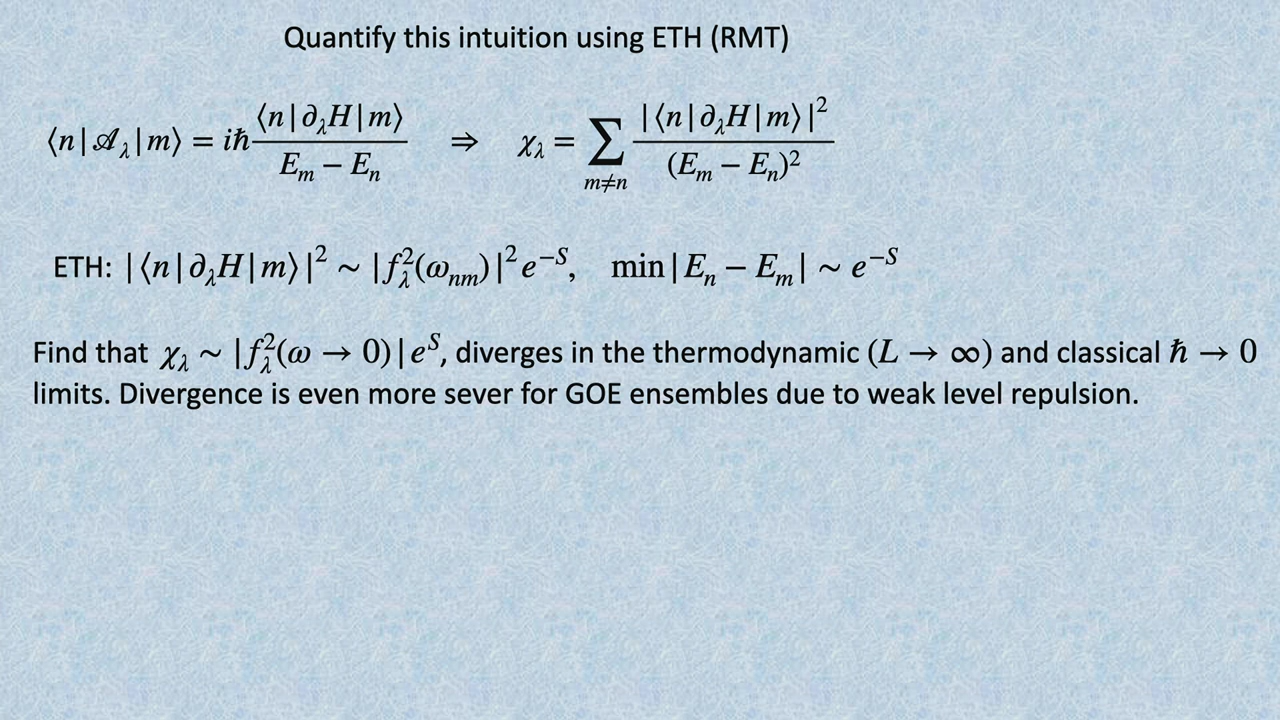 Quantify this intuition using ETH (RMT)
⟨n|𝒜_λ|m⟩ = iħ ⟨n|∂_λH|m⟩ / (E_m − E_n) ⇒ χ_λ = ∑_{m≠n} |⟨n|∂_λH|m⟩|² / (E_m − E_n)²
ETH: |⟨n|∂_λH|m⟩|² ∼ |f_λ²(ω_nm)|² e^{−S}, min|E_n − E_m| ∼ e^{−S}
Find that χ_λ ∼ |f_λ²(ω → 0)| e^S, diverges in the thermodynamic (L → ∞) and classical ħ → 0
limits. Divergence is even more sever for GOE ensembles due to weak level repulsion.